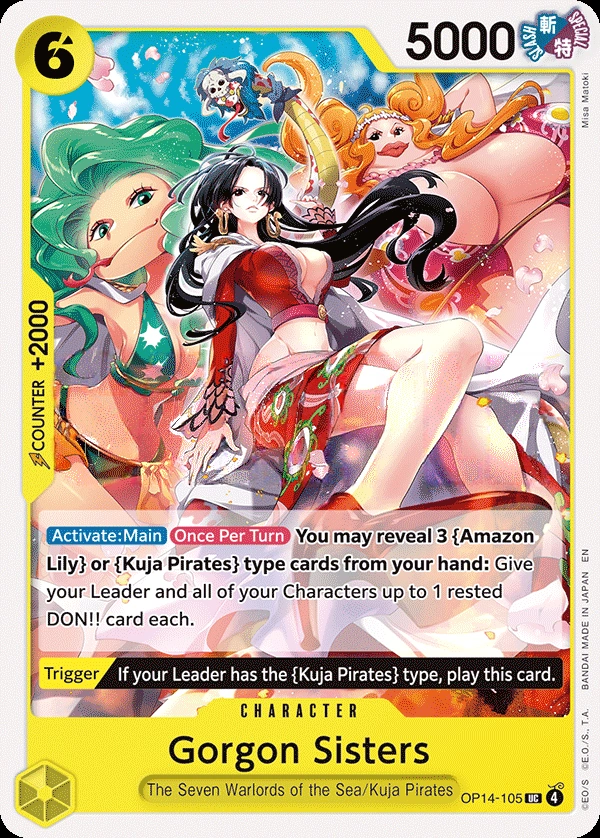 6
5000
SLASH 斬 特 SPECIAL
Misa Matoki
COUNTER +2000
Activate:Main Once Per Turn You may reveal 3 {Amazon
Lily} or {Kuja Pirates} type cards from your hand: Give
your Leader and all of your Characters up to 1 rested
DON!! card each.
Trigger If your Leader has the {Kuja Pirates} type, play this card.
CHARACTER
Gorgon Sisters
The Seven Warlords of the Sea/Kuja Pirates
OP14-105 UC 4
©EO/S ©E.O./S., T.A. BANDAI MADE IN JAPAN EN